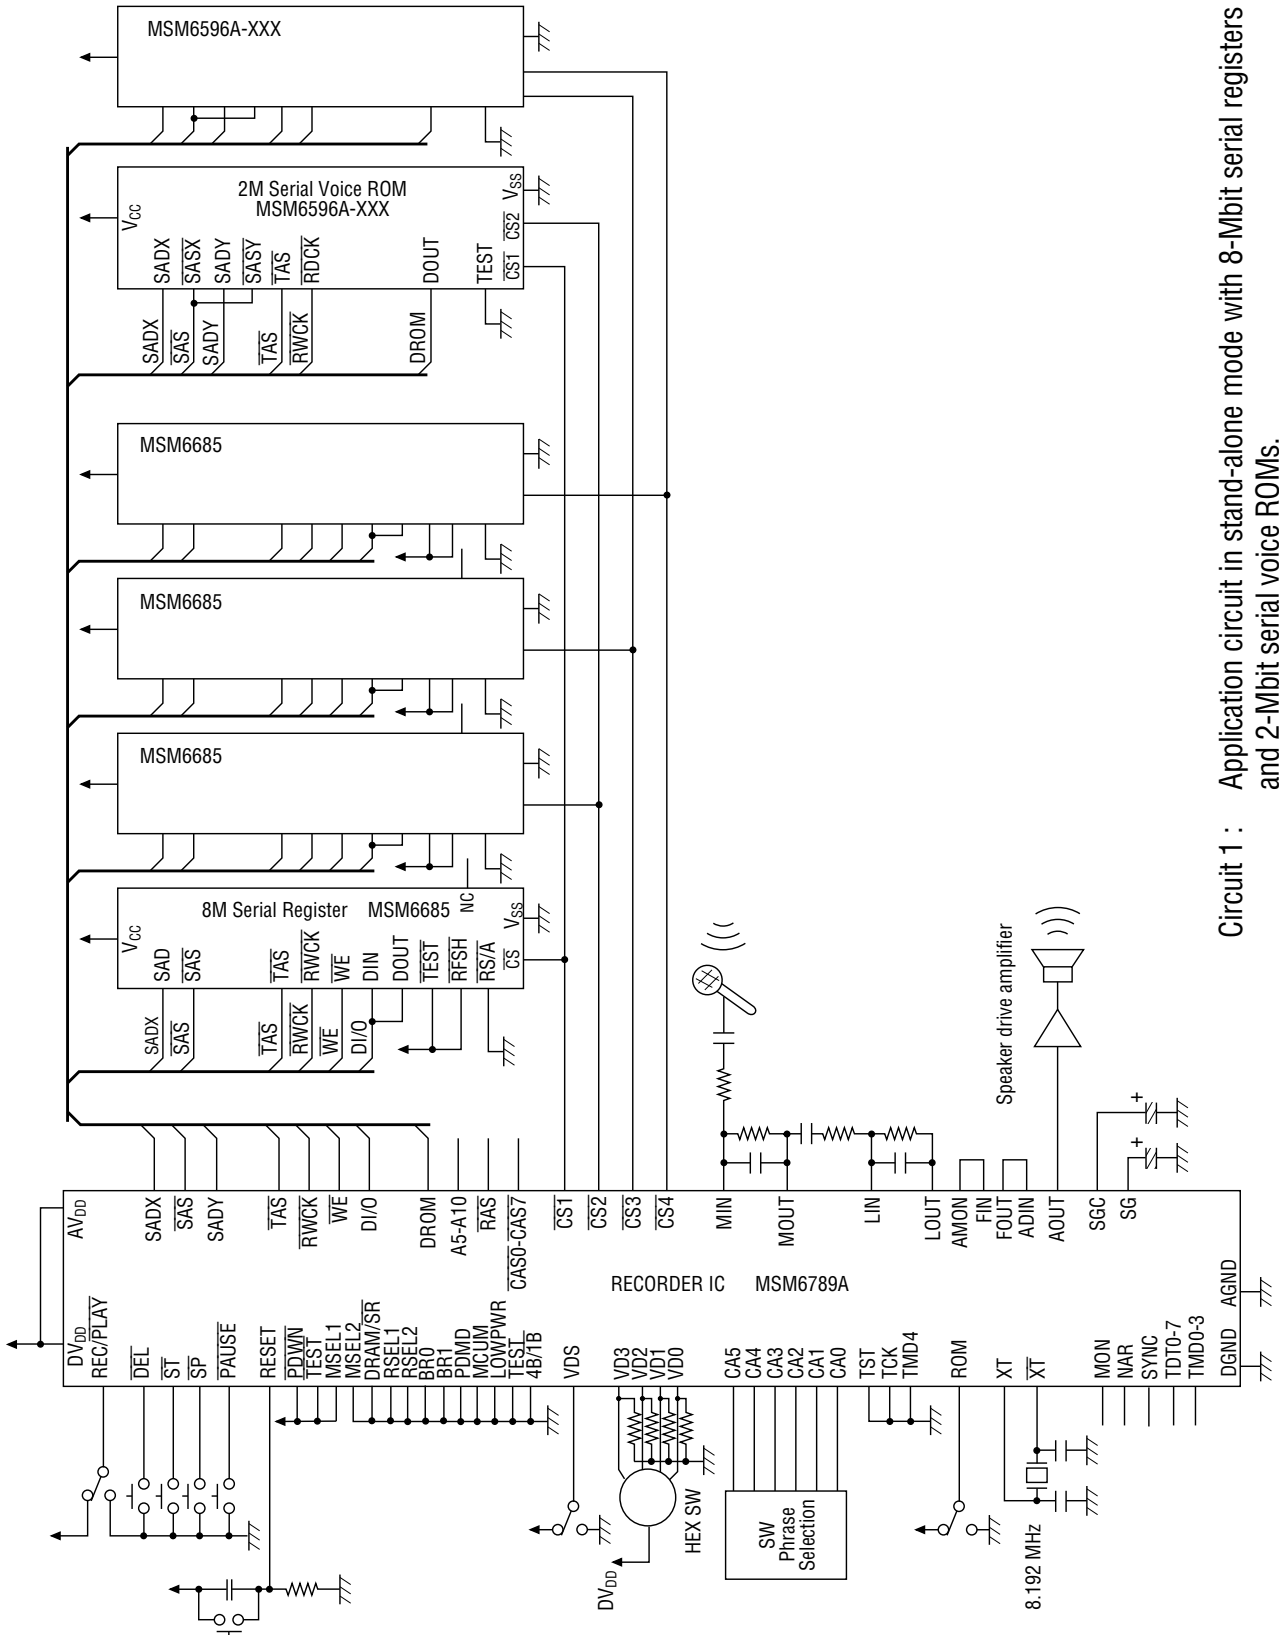 MSM6596A-XXX
2M Serial Voice ROM
MSM6596A-XXX
VCC
SADX
SASX
SADY
SASY
TAS
RDCK
DOUT
TEST
CS1
CS2
VSS
SADX
SAS
SADY
TAS
RWCK
DROM
MSM6685
MSM6685
MSM6685
8M Serial Register MSM6685
NC
VCC
SAD
SAS
TAS
RWCK
WE
DIN
DOUT
TEST
RFSH
RS/A
CS
VSS
SADX
SAS
TAS
RWCK
WE
DI/O
Speaker drive amplifier
+
+
AVDD
SADX
SAS
SADY
TAS
RWCK
WE
DI/O
DROM
A5-A10
RAS
CAS0-CAS7
CS1
CS2
CS3
CS4
MIN
MOUT
LIN
LOUT
AMON
FIN
FOUT
ADIN
AOUT
SGC
SG
RECORDER IC MSM6789A
DVDD
REC/PLAY
DEL
ST
SP
PAUSE
RESET
PDWN
TEST
MSEL1
MSEL2
DRAM/SR
RSEL1
RSEL2
BR0
BR1
PDMD
MCUM
LOWPWR
TEST
4B/1B
VDS
VD3
VD2
VD1
VD0
CA5
CA4
CA3
CA2
CA1
CA0
TST
TCK
TMD4
ROM
XT
XT
MON
NAR
SYNC
TDT0-7
TMD0-3
DGND
AGND
DVDD
HEX SW
SW
Phrase
Selection
8.192 MHz
Circuit 1 : Application circuit in stand-alone mode with 8-Mbit serial registers
and 2-Mbit serial voice ROMs.